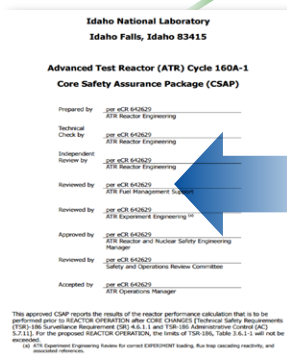 Idaho National Laboratory
Idaho Falls, Idaho 83415
Advanced Test Reactor (ATR) Cycle 160A-1
Core Safety Assurance Package (CSAP)
Prepared by per eCR 642629
ATR Reactor Engineering
Technical
Check by per eCR 642629
ATR Reactor Engineering
Independent
Review by per eCR 642629
ATR Reactor Engineering
Reviewed by per eCR 642629
ATR Fuel Management Support
Reviewed by per eCR 642629
ATR Experiment Engineering (a)
Approved by per eCR 642629
ATR Reactor and Nuclear Safety Engineering
Manager
Reviewed by per eCR 642629
Safety and Operations Review Committee
Accepted by per eCR 642629
ATR Operations Manager
This approved CSAP reports the results of the reactor performance calculation that is to be
performed prior to REACTOR OPERATION after CORE CHANGES [Technical Safety Requirements
(TSR)-186 Surveillance Requirement (SR) 4.6.1.1 and TSR-186 Administrative Control (AC)
5.7.11]. For the proposed REACTOR OPERATION, the limits of TSR-186, Table 3.6.1-1 will not be
exceeded.
(a) ATR Experiment Engineering Review for correct EXPERIMENT loading, flux trap cascading reactivity, and
associated references.